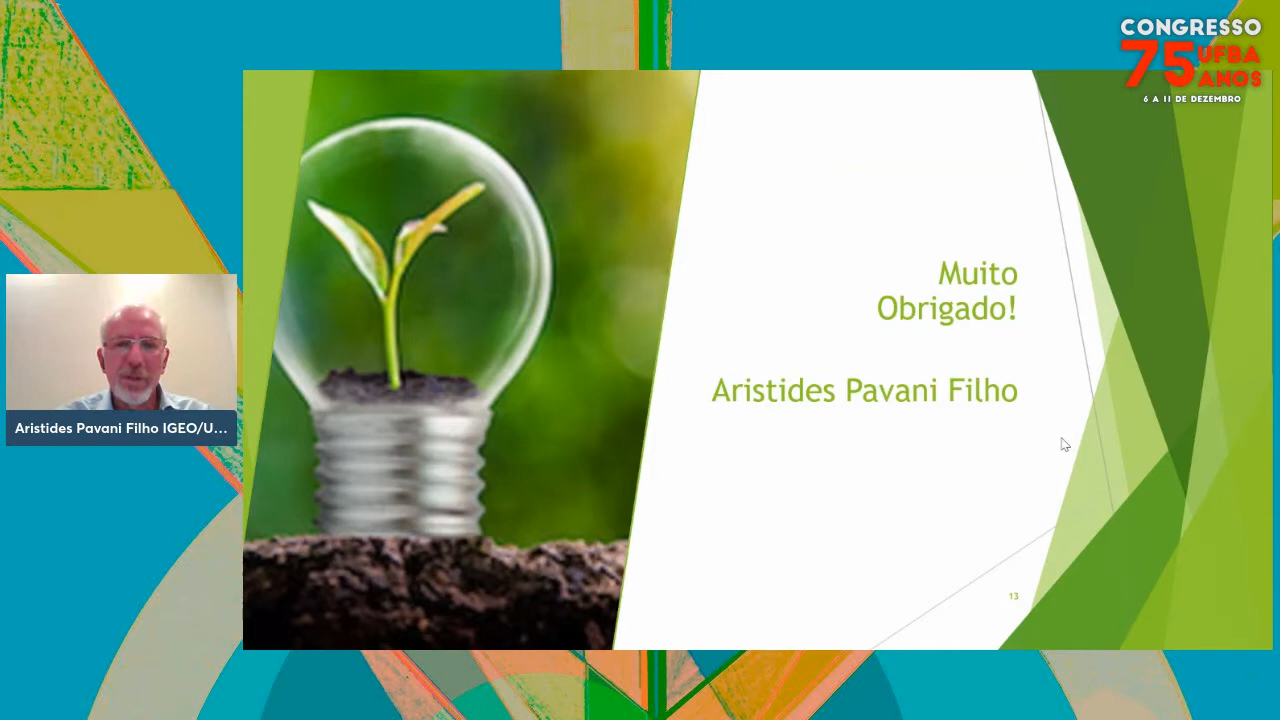 CONGRESSO
75 UFBA
ANOS
6 A 11 DE DEZEMBRO
Muito
Obrigado!
Aristides Pavani Filho
Aristides Pavani Filho IGEO/U...
13